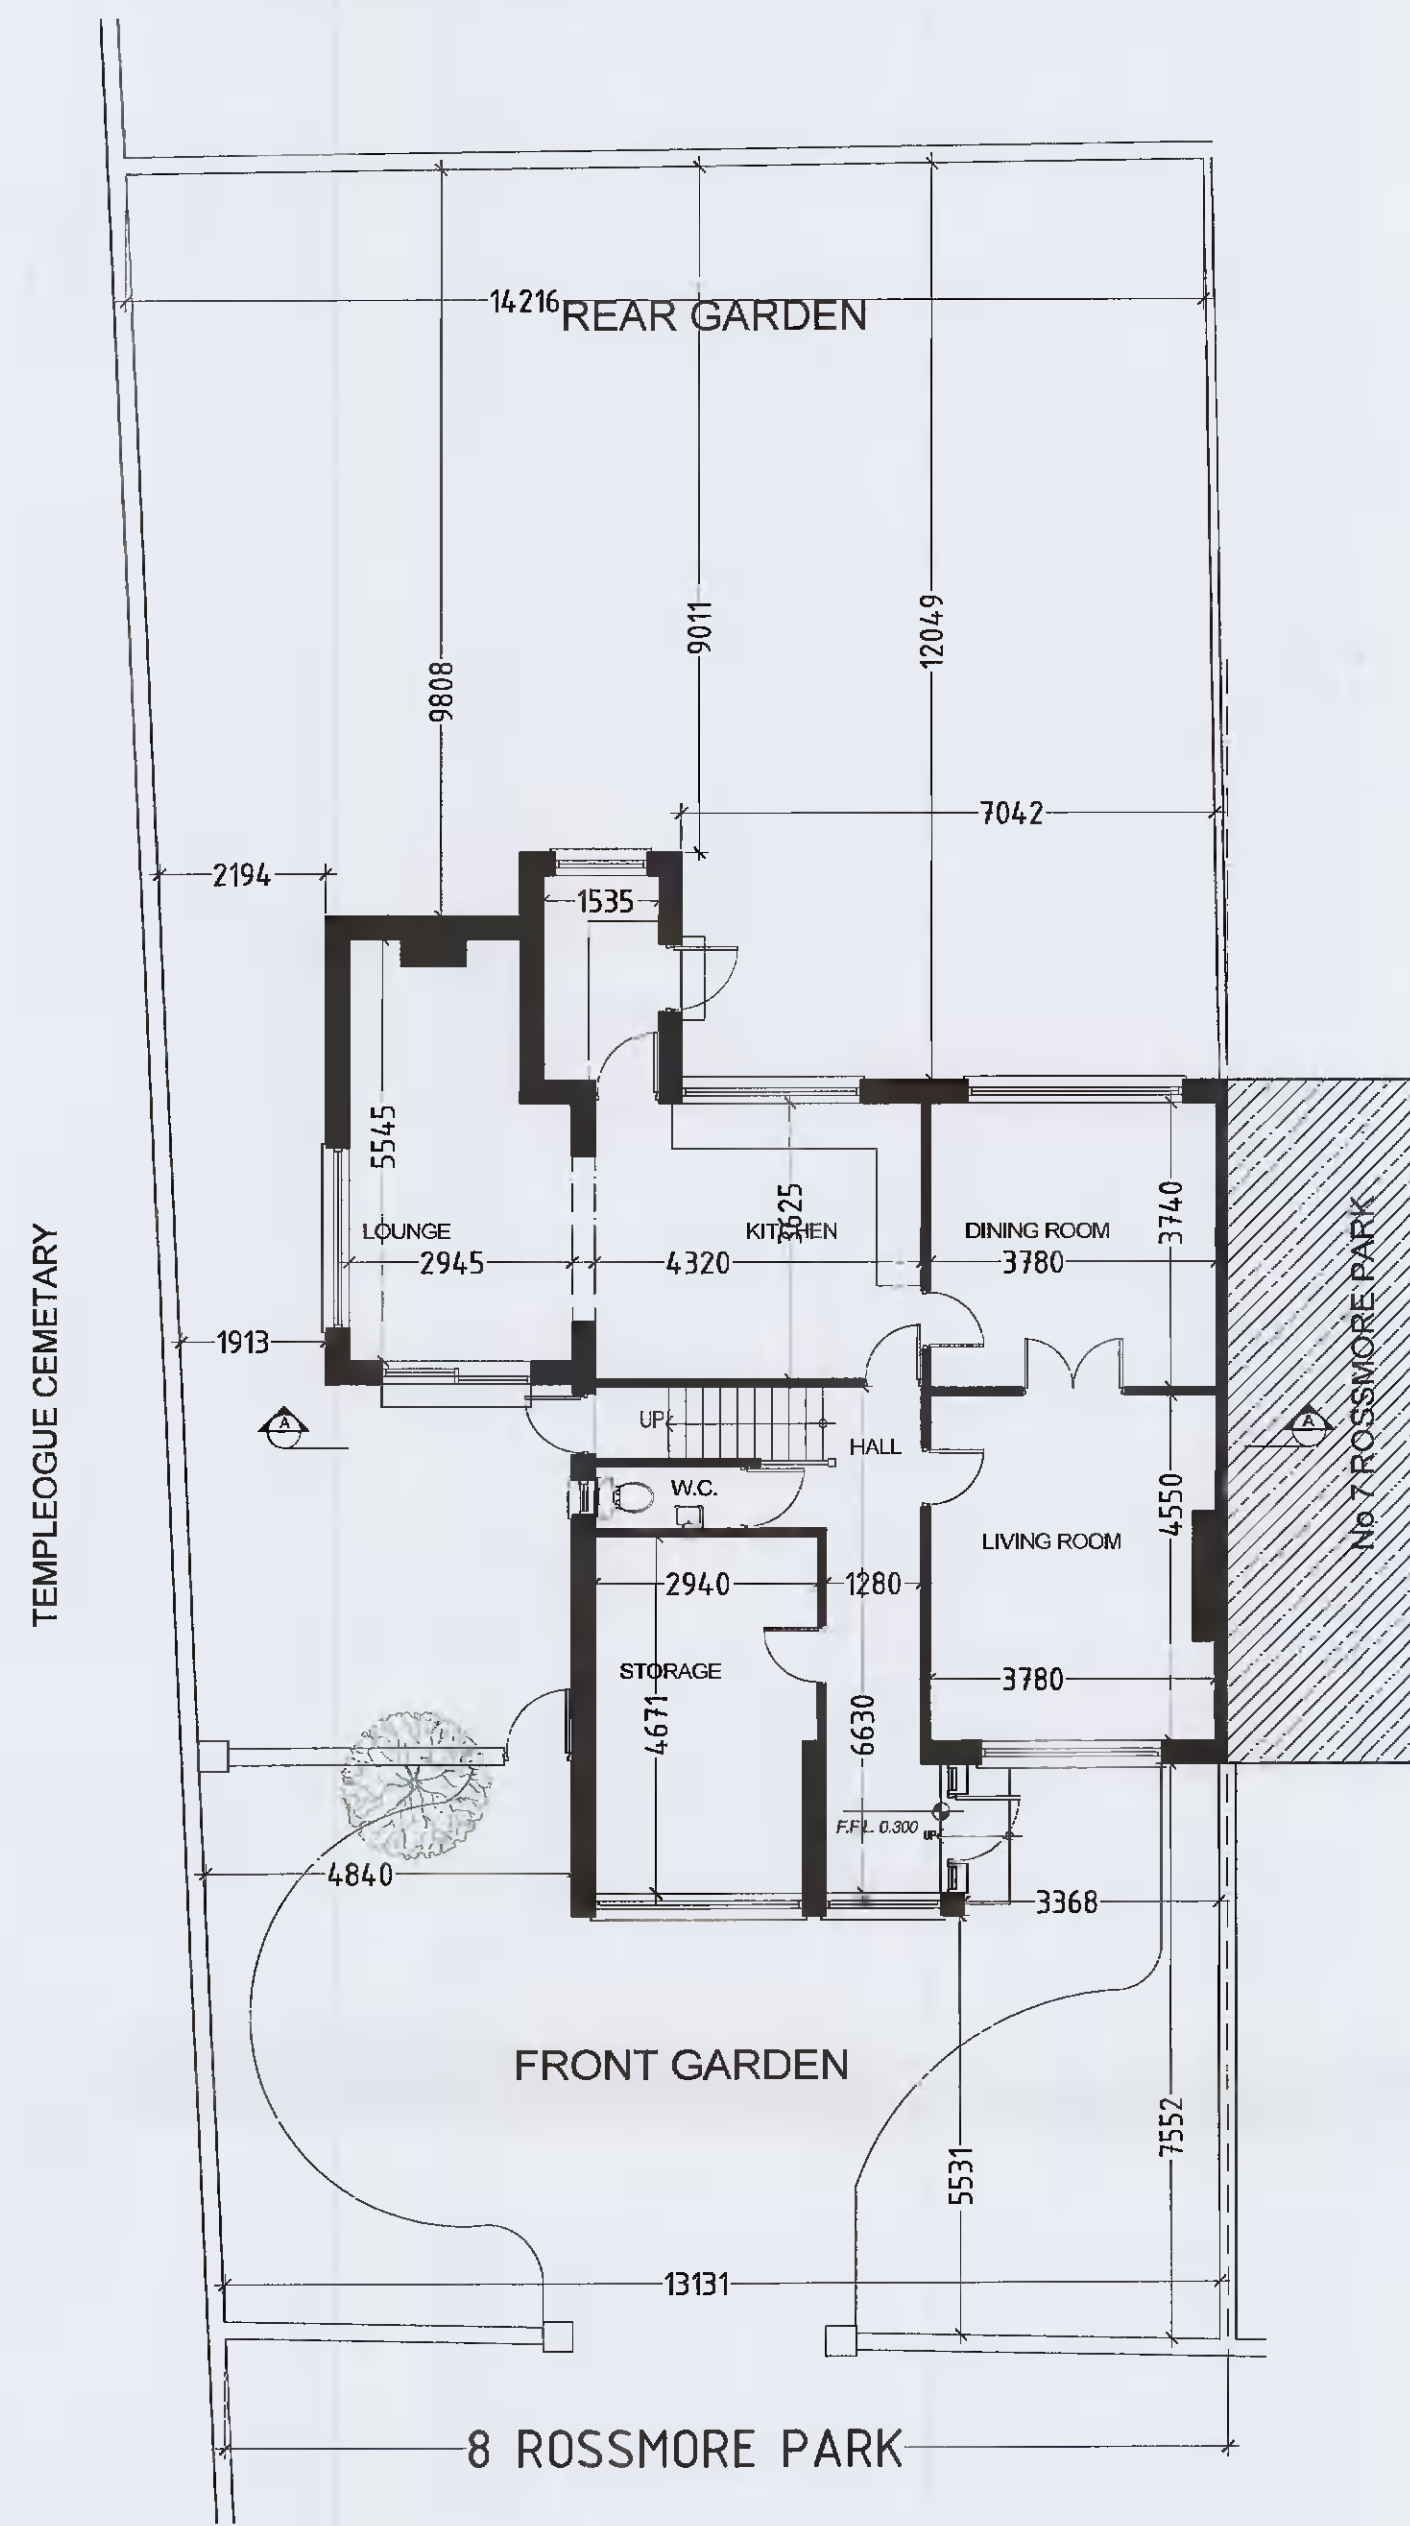 14216
REAR GARDEN
9808
9011
12049
7042
2194
1535
5545
3625
3740
LOUNGE
KITCHEN
DINING ROOM
2945
4320
3780
1913
TEMPLEOGUE CEMETARY
No 7 ROSSMORE PARK
A
A
UP
HALL
W.C.
4550
LIVING ROOM
2940
1280
STORAGE
3780
4671
6630
F.F.L. 0.300
UP
4840
3368
FRONT GARDEN
5531
7552
13131
8 ROSSMORE PARK